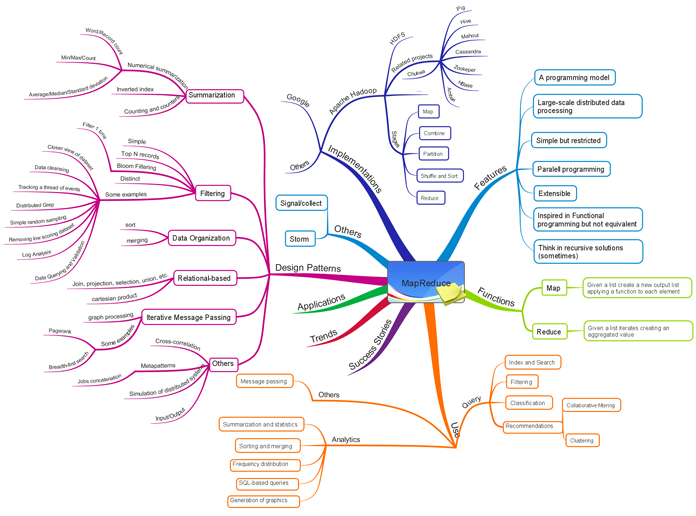 MapReduce
Implementations
Google
Others
Apache Hadoop
HDFS
Related projects
Pig
Hive
Mahout
Cassandra
Zookeper
HBase
Ambari
Chukwa
...
Stages
Map
Combine
Partition
Shuffle and Sort
Reduce
Features
A programming model
Large-scale distributed data
processing
Simple but restricted
Paralell programming
Extensible
Inspired in Functional
programming but not equivalent
Think in recursive solutions
(sometimes)
Functions
Map
Given a list create a new output list
applying a function to each element
Reduce
Given a list iterates creating an
aggregated value
Use
Query
Index and Search
Filtering
Classification
Recommendations
Collaborative filtering
Clustering
Others
Message passing
Analytics
Summarization and statistics
Sorting and merging
Frequency distribution
SQL-based queries
Generation of graphics
Success Stories
Trends
Applications
Others
Signal/collect
Storm
Design Patterns
Summarization
Numerical summarization
Word/Record count
Min/Max/Count
Average/Median/Standard deviation
Inverted index
Counting and counters
Filtering
Simple
Top N records
Bloom Filtering
Filter 1 time
Distinct
Some examples
Closer view of dataset
Data cleansing
Tracking a thread of events
Distributed Grep
Simple random sampling
Removing low scoring dataset
Log Analysis
Data Querying and Validation
Data Organization
sort
merging
Relational-based
Join, projection, selection, union, etc.
cartesian product
Iterative Message Passing
graph processing
Some examples
Pagerank
Breadth-first search
Others
Cross-correlation
Metapatterns
Jobs concatenation
Simulation of distributed systems
Input/Output